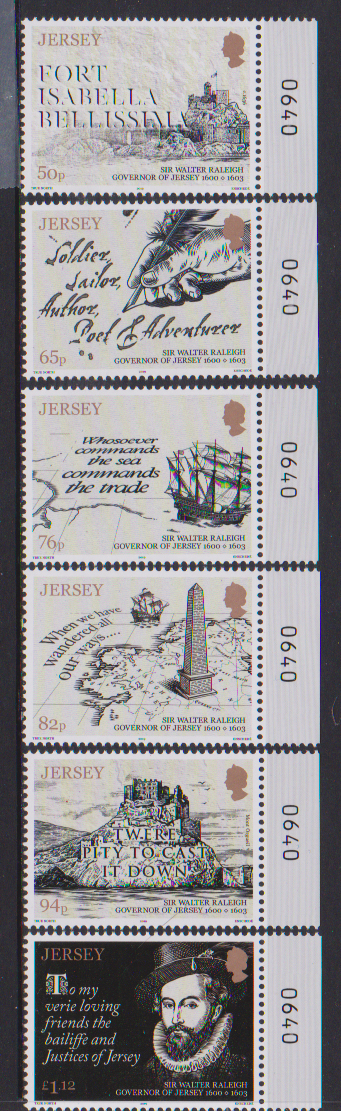 JERSEY
FORT
ISABELLA
BELLISSIMA
50p
SIR WALTER RALEIGH
GOVERNOR OF JERSEY 1600 ◇ 1603
0640
JERSEY
Soldier,
Sailor,
Author,
Poet & Adventurer
SIR WALTER RALEIGH
65p
GOVERNOR OF JERSEY 1600 ◇ 1603
0640
JERSEY
Whosoever
commands
the sea
commands
the trade
76p
SIR WALTER RALEIGH
GOVERNOR OF JERSEY 1600 ◇ 1603
0640
JERSEY
When we have
wandered all
our ways....
82p
SIR WALTER RALEIGH
GOVERNOR OF JERSEY 1600 ◇ 1603
0640
JERSEY
TWERE
PITY TO CAST
IT DOWN
94p
SIR WALTER RALEIGH
GOVERNOR OF JERSEY 1600 ◇ 1603
0640
JERSEY
To my
verie loving
friends the
bailiffe and
Justices of Jersey
£1.12
SIR WALTER RALEIGH
GOVERNOR OF JERSEY 1600 ◇ 1603
0640